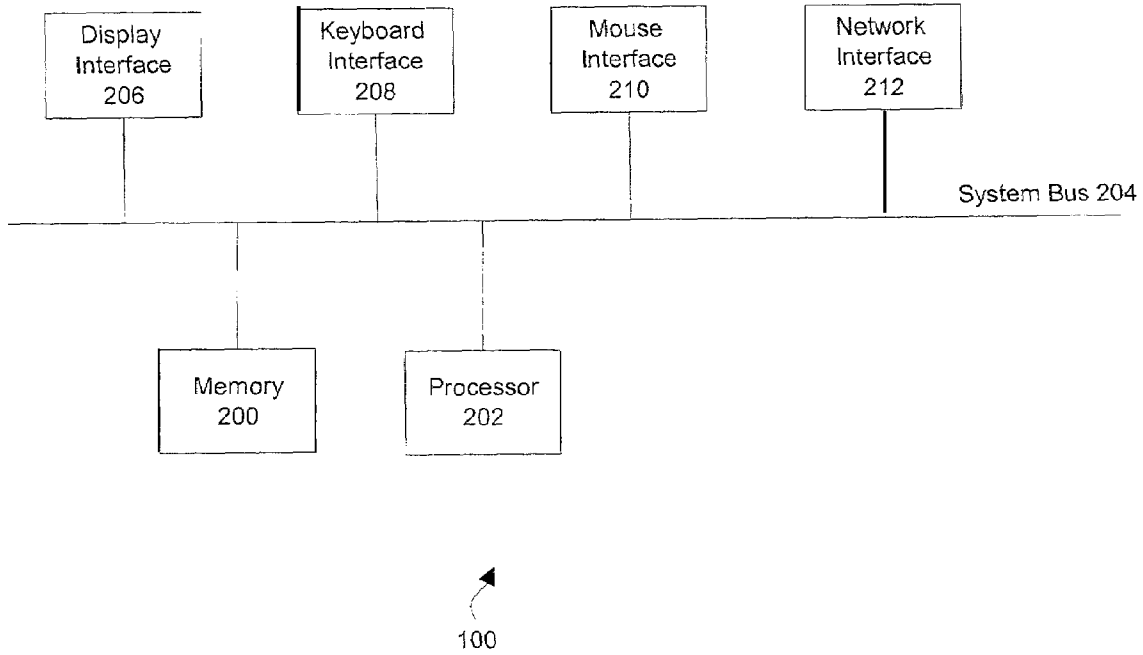 Display
Interface
206
Keyboard
Interface
208
Mouse
Interface
210
Network
Interface
212
System Bus 204
Memory
200
Processor
202
100